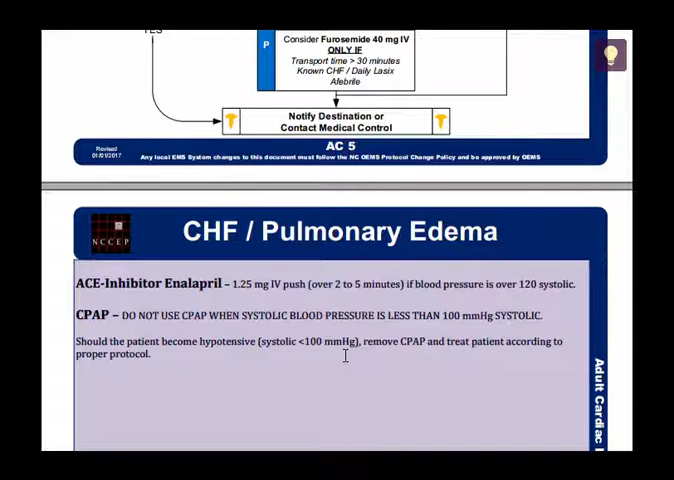 YES
P
Consider Furosemide 40 mg IV
ONLY IF
Transport time > 30 minutes
Known CHF / Daily Lasix
Afebrile
Notify Destination or
Contact Medical Control
Revised
01/01/2017
AC 5
Any local EMS System changes to this document must follow the NC OEMS Protocol Change Policy and be approved by OEMS
NCCEP
CHF / Pulmonary Edema
ACE-Inhibitor Enalapril – 1.25 mg IV push (over 2 to 5 minutes) if blood pressure is over 120 systolic.
CPAP – DO NOT USE CPAP WHEN SYSTOLIC BLOOD PRESSURE IS LESS THAN 100 mmHg SYSTOLIC.
Should the patient become hypotensive (systolic <100 mmHg), remove CPAP and treat patient according to
proper protocol.
Adult Cardiac